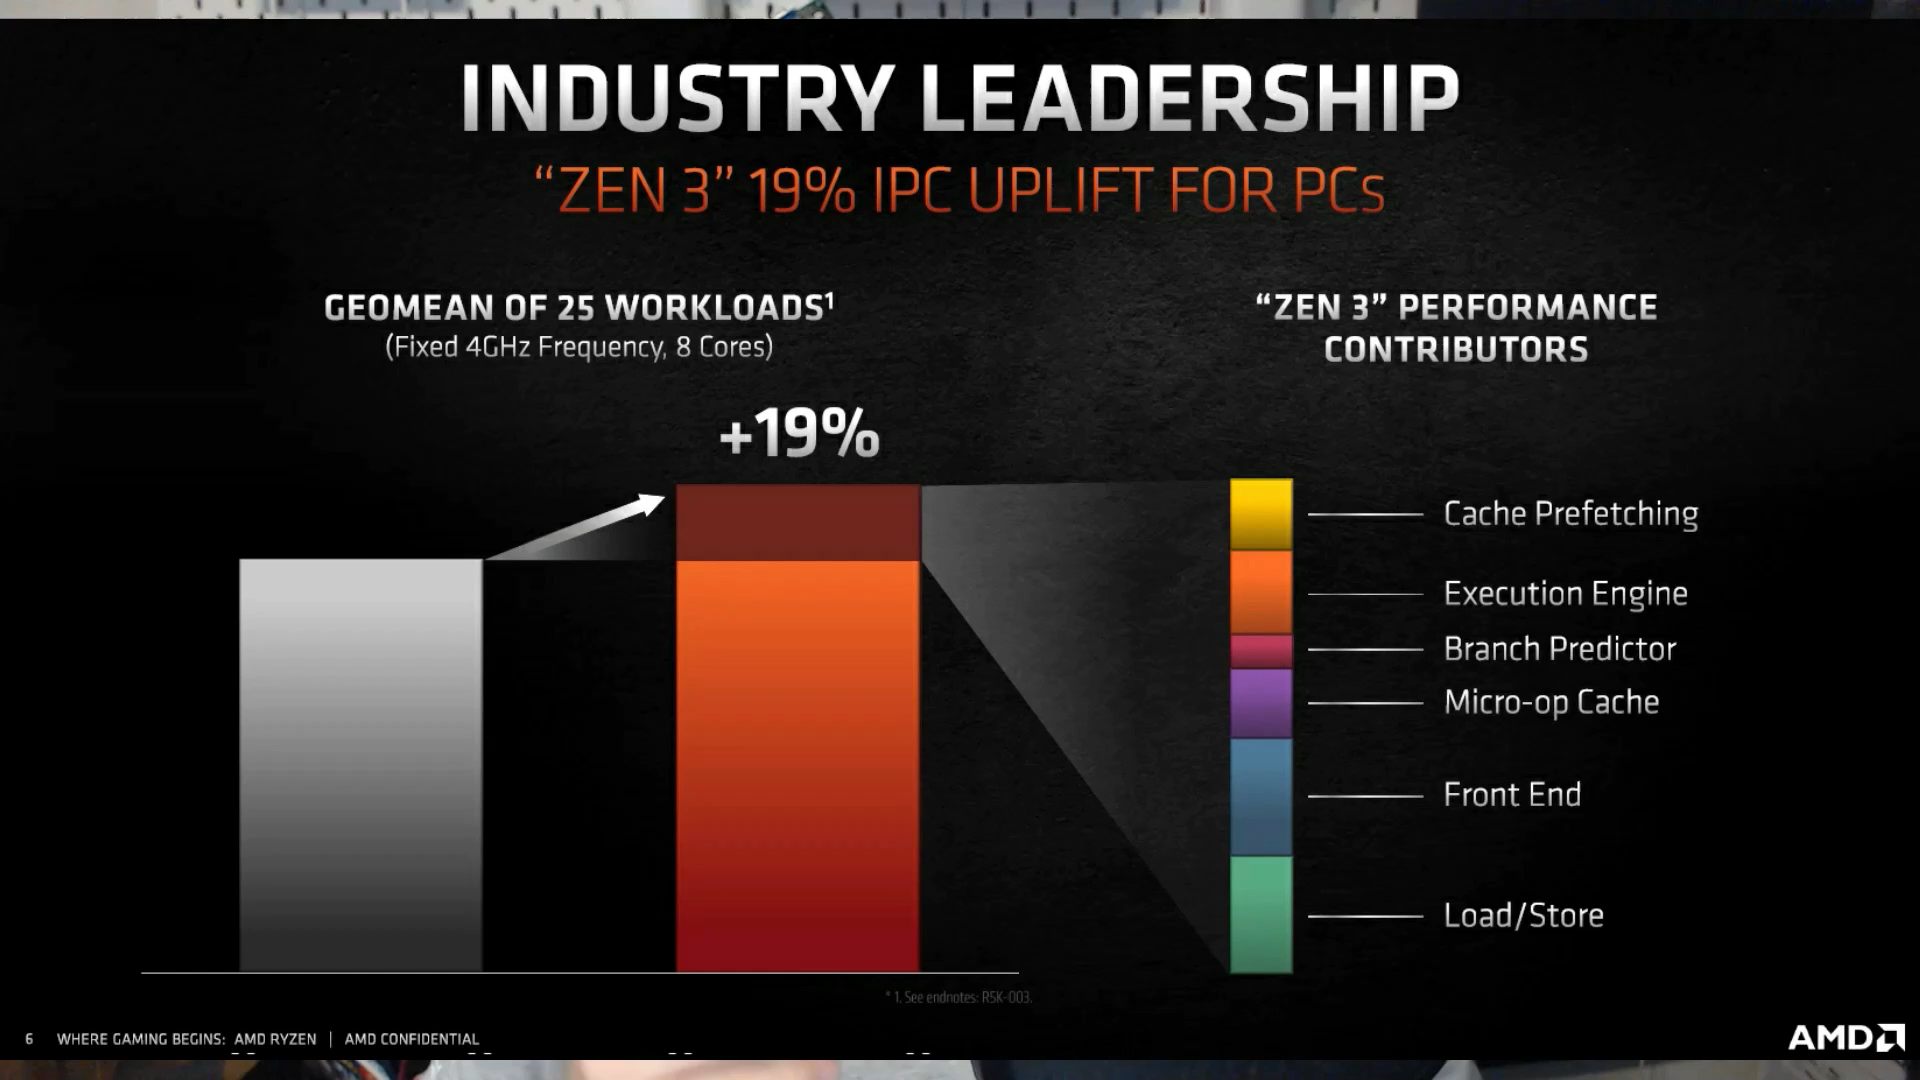 INDUSTRY LEADERSHIP
“ZEN 3” 19% IPC UPLIFT FOR PCs
GEOMEAN OF 25 WORKLOADS¹
(Fixed 4GHz Frequency, 8 Cores)
+19%
“ZEN 3” PERFORMANCE
CONTRIBUTORS
Cache Prefetching
Execution Engine
Branch Predictor
Micro-op Cache
Front End
Load/Store
* 1. See endnotes: R5K-003.
6 WHERE GAMING BEGINS: AMD RYZEN | AMD CONFIDENTIAL
AMD